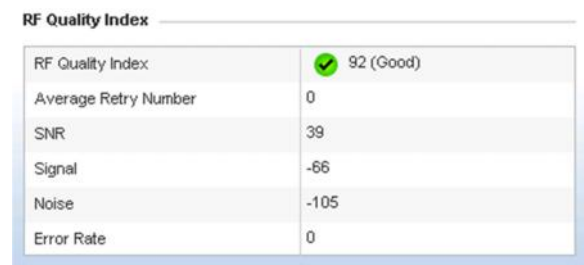 RF Quality Index
RF Quality Index 92 (Good)
Average Retry Number 0
SNR 39
Signal -66
Noise -105
Error Rate 0